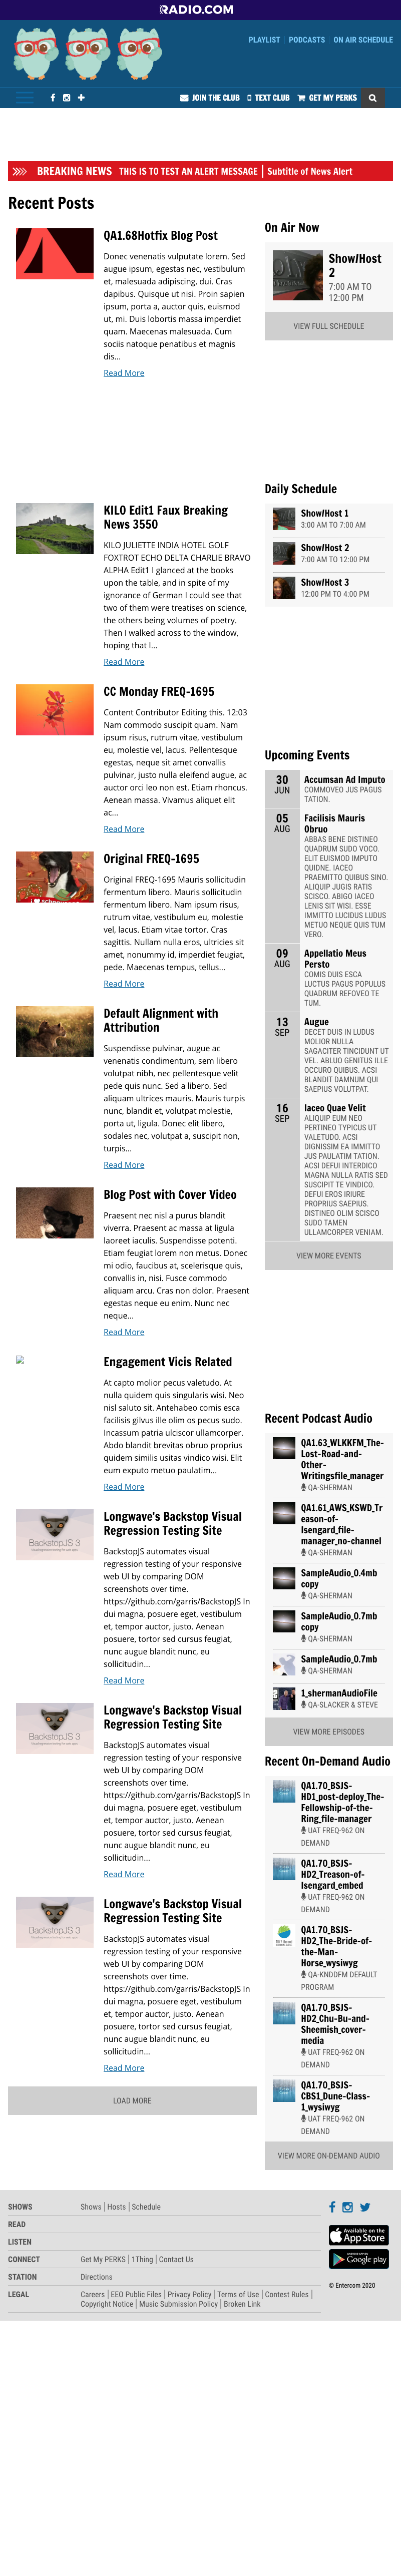 RADIO.COM
PLAYLIST PODCASTS ON AIR SCHEDULE
JOIN THE CLUB TEXT CLUB GET MY PERKS
BREAKING NEWS THIS IS TO TEST AN ALERT MESSAGE | Subtitle of News Alert
Recent Posts
QA1.68Hotfix Blog Post
Donec venenatis vulputate lorem. Sed
augue ipsum, egestas nec, vestibulum
et, malesuada adipiscing, dui. Cras
dapibus. Quisque ut nisi. Proin sapien
ipsum, porta a, auctor quis, euismod
ut, mi. Duis lobortis massa imperdiet
quam. Maecenas malesuada. Cum
sociis natoque penatibus et magnis
dis...
Read More
KILO Edit1 Faux Breaking
News 3550
KILO JULIETTE INDIA HOTEL GOLF
FOXTROT ECHO DELTA CHARLIE BRAVO
ALPHA Edit1 I glanced at the books
upon the table, and in spite of my
ignorance of German I could see that
two of them were treatises on science,
the others being volumes of poetry.
Then I walked across to the window,
hoping that I...
Read More
CC Monday FREQ-1695
Content Contributor Editing this. 12:03
Nam commodo suscipit quam. Nam
ipsum risus, rutrum vitae, vestibulum
eu, molestie vel, lacus. Pellentesque
egestas, neque sit amet convallis
pulvinar, justo nulla eleifend augue, ac
auctor orci leo non est. Etiam rhoncus.
Aenean massa. Vivamus aliquet elit
ac...
Read More
Original FREQ-1695
Original FREQ-1695 Mauris sollicitudin
fermentum libero. Mauris sollicitudin
fermentum libero. Nam ipsum risus,
rutrum vitae, vestibulum eu, molestie
vel, lacus. Etiam vitae tortor. Cras
sagittis. Nullam nulla eros, ultricies sit
amet, nonummy id, imperdiet feugiat,
pede. Maecenas tempus, tellus...
Read More
Default Alignment with
Attribution
Suspendisse pulvinar, augue ac
venenatis condimentum, sem libero
volutpat nibh, nec pellentesque velit
pede quis nunc. Sed a libero. Sed
aliquam ultrices mauris. Mauris turpis
nunc, blandit et, volutpat molestie,
porta ut, ligula. Donec elit libero,
sodales nec, volutpat a, suscipit non,
turpis...
Read More
Blog Post with Cover Video
Praesent nec nisl a purus blandit
viverra. Praesent ac massa at ligula
laoreet iaculis. Suspendisse potenti.
Etiam feugiat lorem non metus. Donec
mi odio, faucibus at, scelerisque quis,
convallis in, nisi. Fusce commodo
aliquam arcu. Cras non dolor. Praesent
egestas neque eu enim. Nunc nec
neque...
Read More
Engagement Vicis Related
At capto molior pecus valetudo. At
nulla quidem quis singularis wisi. Neo
nisl saluto sit. Antehabeo comis esca
facilisis gilvus ille dim os pecus sudo.
Incassum patria ulciscor ullamcorper.
Abdo blandit brevitas obruo proprius
quidem similis usitas vindico wisi. Elit
eum exputo metuo paulatim...
Read More
BackstopJS 3
Longwave's Backstop Visual
Regression Testing Site
BackstopJS automates visual
regression testing of your responsive
web UI by comparing DOM
screenshots over time.
https://github.com/garris/BackstopJS In
dui magna, posuere eget, vestibulum
et, tempor auctor, justo. Aenean
posuere, tortor sed cursus feugiat,
nunc augue blandit nunc, eu
sollicitudin...
Read More
BackstopJS 3
Longwave's Backstop Visual
Regression Testing Site
BackstopJS automates visual
regression testing of your responsive
web UI by comparing DOM
screenshots over time.
https://github.com/garris/BackstopJS In
dui magna, posuere eget, vestibulum
et, tempor auctor, justo. Aenean
posuere, tortor sed cursus feugiat,
nunc augue blandit nunc, eu
sollicitudin...
Read More
BackstopJS 3
Longwave's Backstop Visual
Regression Testing Site
BackstopJS automates visual
regression testing of your responsive
web UI by comparing DOM
screenshots over time.
https://github.com/garris/BackstopJS In
dui magna, posuere eget, vestibulum
et, tempor auctor, justo. Aenean
posuere, tortor sed cursus feugiat,
nunc augue blandit nunc, eu
sollicitudin...
Read More
LOAD MORE
On Air Now
Show/Host
2
7:00 AM TO
12:00 PM
VIEW FULL SCHEDULE
Daily Schedule
Show/Host 1
3:00 AM TO 7:00 AM
Show/Host 2
7:00 AM TO 12:00 PM
Show/Host 3
12:00 PM TO 4:00 PM
Upcoming Events
30
JUN
Accumsan Ad Imputo
COMMOVEO JUS PAGUS
TATION.
05
AUG
Facilisis Mauris
Obruo
ABBAS BENE DISTINEO
QUADRUM SUDO VOCO.
ELIT EUISMOD IMPUTO
QUIDNE. IACEO
PRAEMITTO QUIBUS SINO.
ALIQUIP JUGIS RATIS
SCISCO. ABIGO IACEO
LENIS SIT WISI. ESSE
IMMITTO LUCIDUS LUDUS
METUO NEQUE QUIS TUM
VERO.
09
AUG
Appellatio Meus
Persto
COMIS DUIS ESCA
LUCTUS PAGUS POPULUS
QUADRUM REFOVEO TE
TUM.
13
SEP
Augue
DECET DUIS IN LUDUS
MOLIOR NULLA
SAGACITER TINCIDUNT UT
VEL. ABLUO GENITUS ILLE
OCCURO QUIBUS. ACSI
BLANDIT DAMNUM QUI
SAEPIUS VOLUTPAT.
16
SEP
Iaceo Quae Velit
ALIQUIP EUM NEO
PERTINEO TYPICUS UT
VALETUDO. ACSI
DIGNISSIM EA IMMITTO
JUS PAULATIM TATION.
ACSI DEFUI INTERDICO
MAGNA NULLA RATIS SED
SUSCIPIT TE VINDICO.
DEFUI EROS IRIURE
PROPRIUS SAEPIUS.
DISTINEO OLIM SCISCO
SUDO TAMEN
ULLAMCORPER VENIAM.
VIEW MORE EVENTS
Recent Podcast Audio
QA1.63_WLKKFM_The-
Lost-Road-and-
Other-
Writingsfile_manager
QA-SHERMAN
QA1.61_AWS_KSWD_Tr
eason-of-
Isengard_file-
manager_no-channel
QA-SHERMAN
SampleAudio_0.4mb
copy
QA-SHERMAN
SampleAudio_0.7mb
copy
QA-SHERMAN
SampleAudio_0.7mb
QA-SHERMAN
1_shermanAudioFile
QA-SLACKER & STEVE
VIEW MORE EPISODES
Recent On-Demand Audio
QA1.70_BSJS-
HD1_post-deploy_The-
Fellowship-of-the-
Ring_file-manager
UAT FREQ-962 ON
DEMAND
QA1.70_BSJS-
HD2_Treason-of-
Isengard_embed
UAT FREQ-962 ON
DEMAND
QA1.70_BSJS-
HD2_The-Bride-of-
the-Man-
Horse_wysiwyg
QA-KNDDFM DEFAULT
PROGRAM
QA1.70_BSJS-
HD2_Chu-Bu-and-
Sheemish_cover-
media
UAT FREQ-962 ON
DEMAND
QA1.70_BSJS-
CBS1_Dune-Class-
1_wysiwyg
UAT FREQ-962 ON
DEMAND
VIEW MORE ON-DEMAND AUDIO
SHOWS Shows | Hosts | Schedule
READ
LISTEN
CONNECT Get My PERKS | 1Thing | Contact Us
STATION Directions
LEGAL Careers | EEO Public Files | Privacy Policy | Terms of Use | Contest Rules |
Copyright Notice | Music Submission Policy | Broken Link
Available on the
App Store
Google play
© Entercom 2020